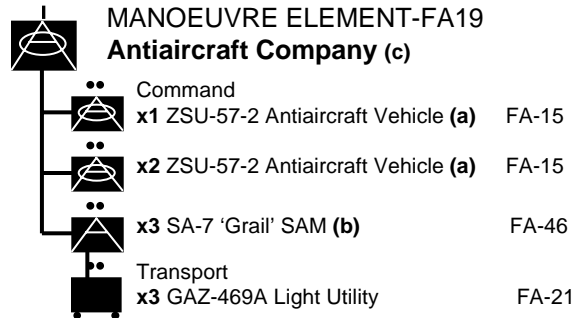 MANOEUVRE ELEMENT-FA19
Antiaircraft Company (c)
Command
x1 ZSU-57-2 Antiaircraft Vehicle (a) FA-15
x2 ZSU-57-2 Antiaircraft Vehicle (a) FA-15
x3 SA-7 ‘Grail’ SAM (b) FA-46
Transport
x3 GAZ-469A Light Utility FA-21